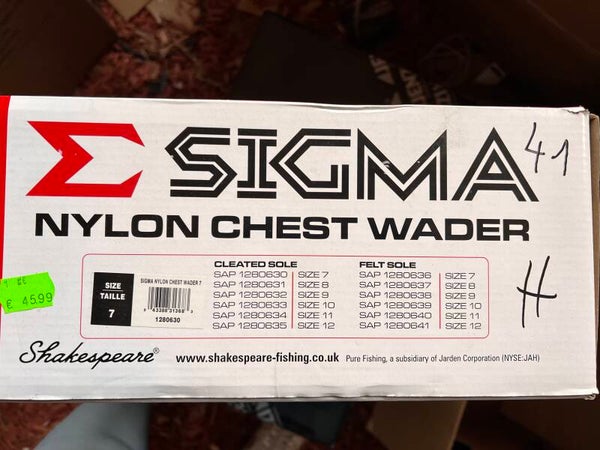 Σ SIGMA
41
NYLON CHEST WADER
H
CLEATED SOLE
SAP 1280630 SIZE 7
SAP 1280631 SIZE 8
SAP 1280632 SIZE 9
SAP 1280633 SIZE 10
SAP 1280634 SIZE 11
SAP 1280635 SIZE 12
FELT SOLE
SAP 1280636 SIZE 7
SAP 1280637 SIZE 8
SAP 1280638 SIZE 9
SAP 1280639 SIZE 10
SAP 1280640 SIZE 11
SAP 1280641 SIZE 12
SIZE
TAILLE
7
SIGMA NYLON CHEST WADER 7
1280630
€ 45.99
Shakespeare®
www.shakespeare-fishing.co.uk Pure Fishing, a subsidiary of Jarden Corporation (NYSE:JAH)